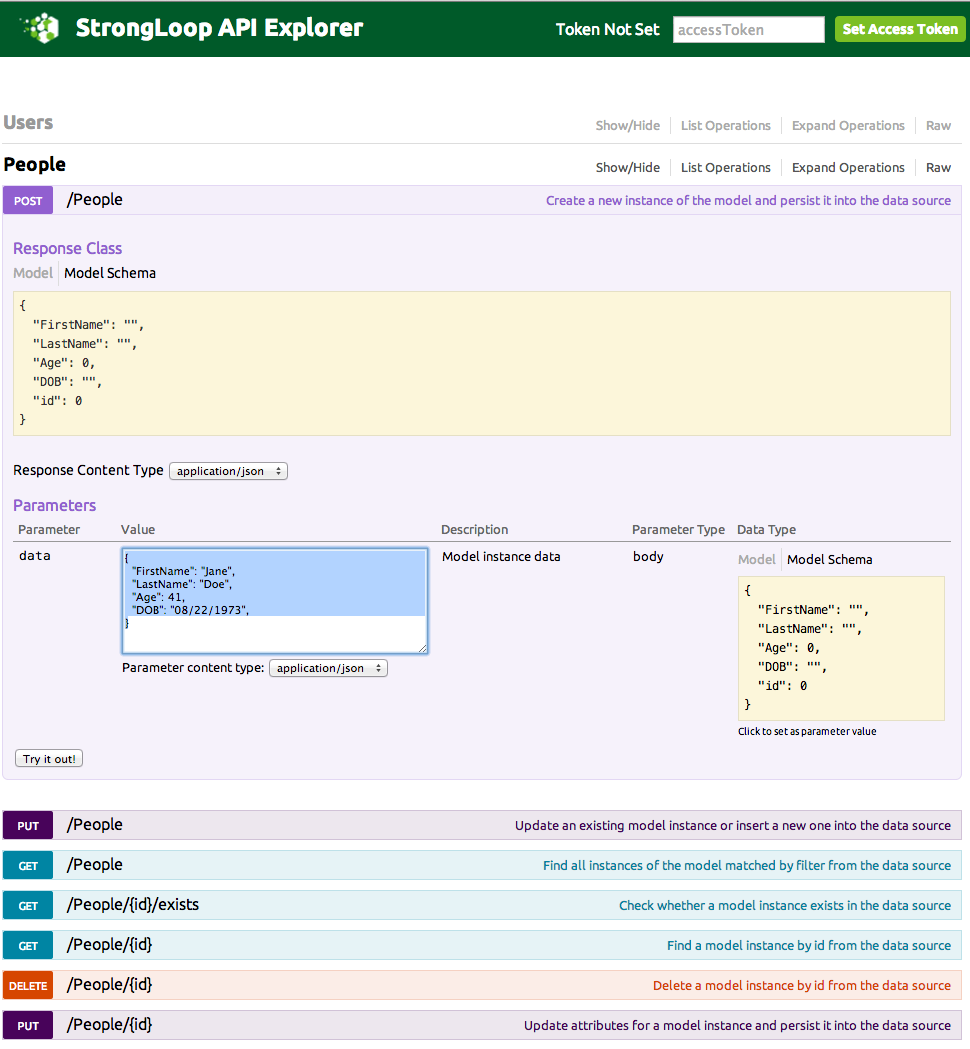 StrongLoop API Explorer Token Not Set accessToken Set Access Token
Users Show/Hide List Operations Expand Operations Raw
People Show/Hide List Operations Expand Operations Raw
POST /People Create a new instance of the model and persist it into the data source
Response Class
Model Model Schema
{
"FirstName": "",
"LastName": "",
"Age": 0,
"DOB": "",
"id": 0
}
Response Content Type application/json
Parameters
Parameter Value Description Parameter Type Data Type
data
{
"FirstName": "Jane",
"LastName": "Doe",
"Age": 41,
"DOB": "08/22/1973",
}
Parameter content type: application/json
Model instance data
body
Model Model Schema
{
"FirstName": "",
"LastName": "",
"Age": 0,
"DOB": "",
"id": 0
}
Click to set as parameter value
Try it out!
PUT /People Update an existing model instance or insert a new one into the data source
GET /People Find all instances of the model matched by filter from the data source
GET /People/{id}/exists Check whether a model instance exists in the data source
GET /People/{id} Find a model instance by id from the data source
DELETE /People/{id} Delete a model instance by id from the data source
PUT /People/{id} Update attributes for a model instance and persist it into the data source